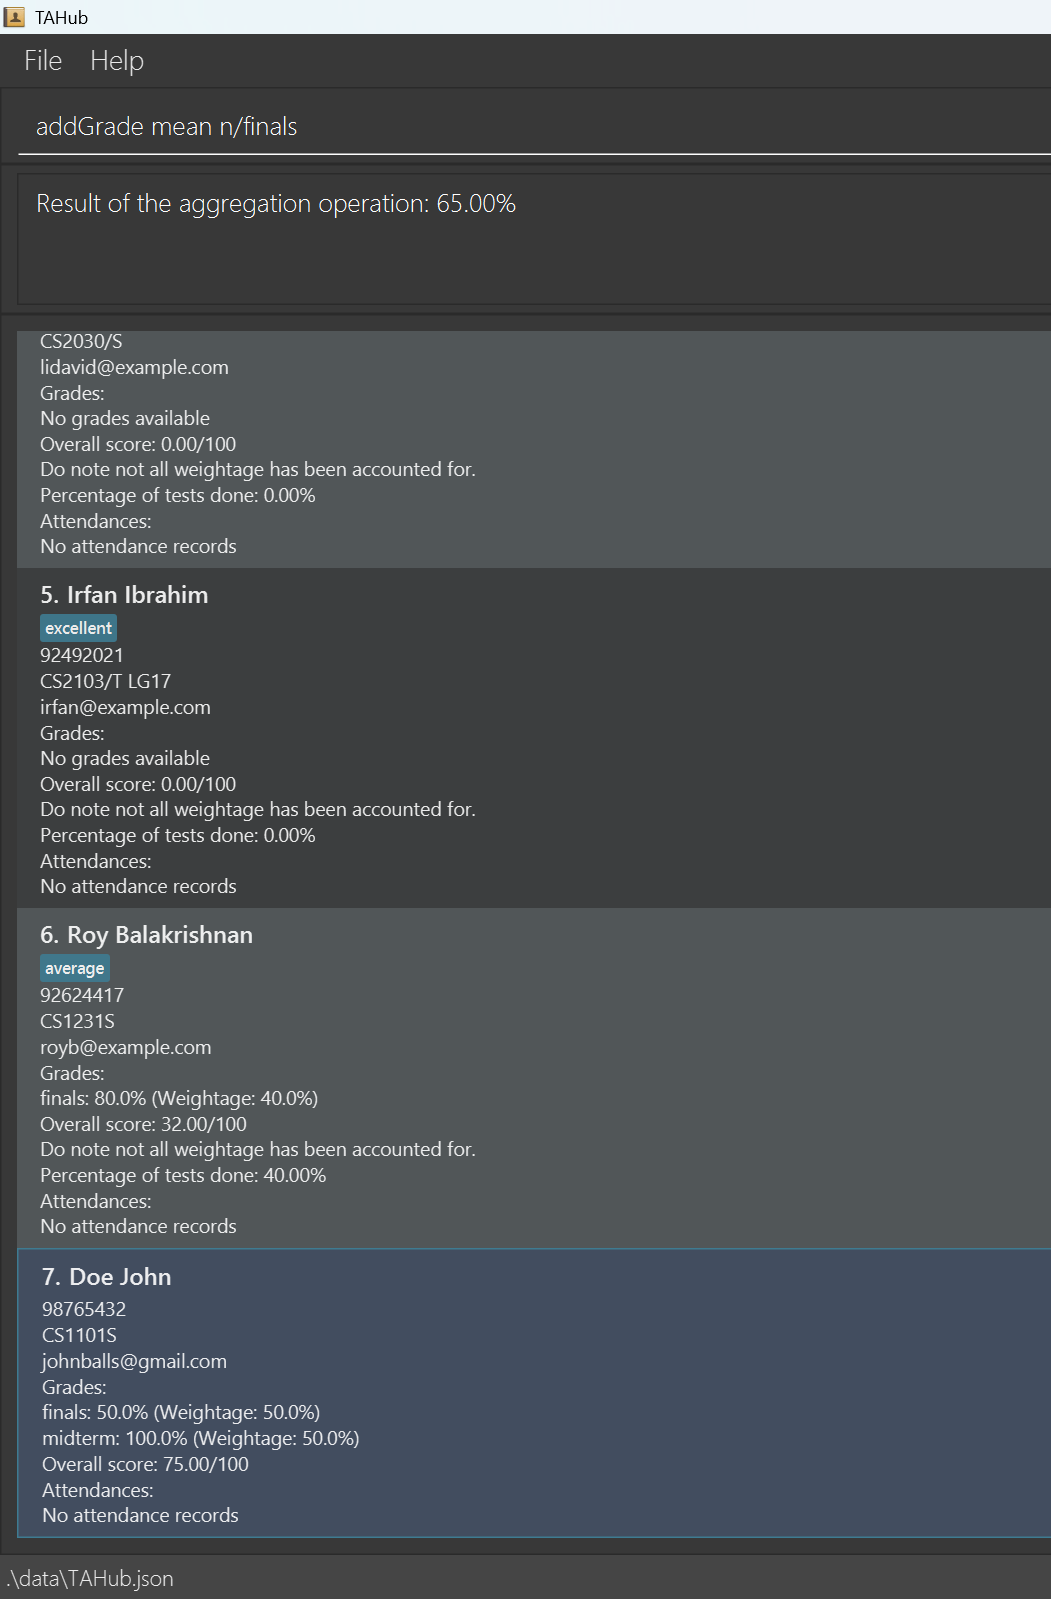 TAHub
File Help
addGrade mean n/finals
Result of the aggregation operation: 65.00%
CS2030/S
lidavid@example.com
Grades:
No grades available
Overall score: 0.00/100
Do note not all weightage has been accounted for.
Percentage of tests done: 0.00%
Attendances:
No attendance records
5. Irfan Ibrahim
excellent
92492021
CS2103/T LG17
irfan@example.com
Grades:
No grades available
Overall score: 0.00/100
Do note not all weightage has been accounted for.
Percentage of tests done: 0.00%
Attendances:
No attendance records
6. Roy Balakrishnan
average
92624417
CS1231S
royb@example.com
Grades:
finals: 80.0% (Weightage: 40.0%)
Overall score: 32.00/100
Do note not all weightage has been accounted for.
Percentage of tests done: 40.00%
Attendances:
No attendance records
7. Doe John
98765432
CS1101S
johnballs@gmail.com
Grades:
finals: 50.0% (Weightage: 50.0%)
midterm: 100.0% (Weightage: 50.0%)
Overall score: 75.00/100
Attendances:
No attendance records
.\data\TAHub.json